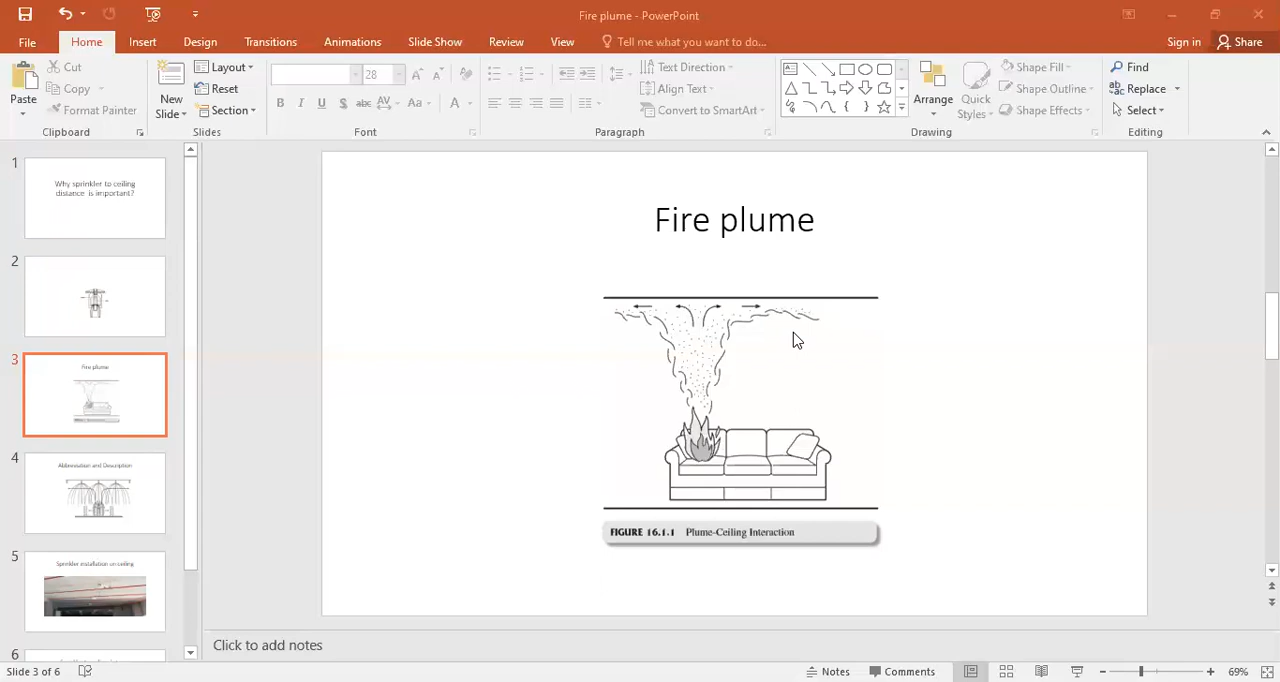 Fire plume - PowerPoint
File Home Insert Design Transitions Animations Slide Show Review View Tell me what you want to do... Sign in Share
Paste
Cut
Copy
Format Painter
Clipboard
New Slide
Layout
Reset
Section
Slides
28
B I U S abc AV Aa A
Font
Text Direction
Align Text
Convert to SmartArt
Paragraph
Arrange
Quick Styles
Shape Fill
Shape Outline
Shape Effects
Drawing
Find
Replace
Select
Editing
1
Why sprinkler to ceiling
distance is important?
2
3
Fire plume
4
Abbreviation and Description
5
Sprinkler installation on ceiling
6
Fire plume
FIGURE 16.1.1 Plume-Ceiling Interaction
Click to add notes
Slide 3 of 6 Notes Comments 69%